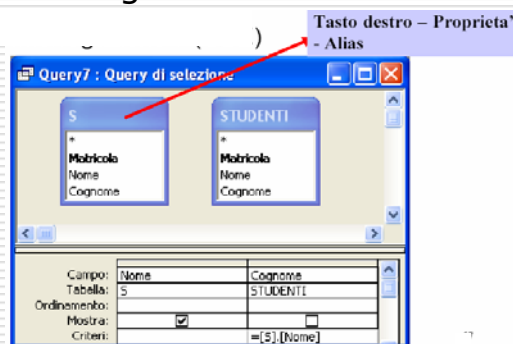 Tasto destro – Proprieta'
- Alias
Query7 : Query di selezione
S
STUDENTI
*
Matricola
Nome
Cognome
*
Matricola
Nome
Cognome
Campo: Nome Cognome
Tabella: S STUDENTI
Ordinamento:
Mostra:
Criteri: =[S].[Nome]